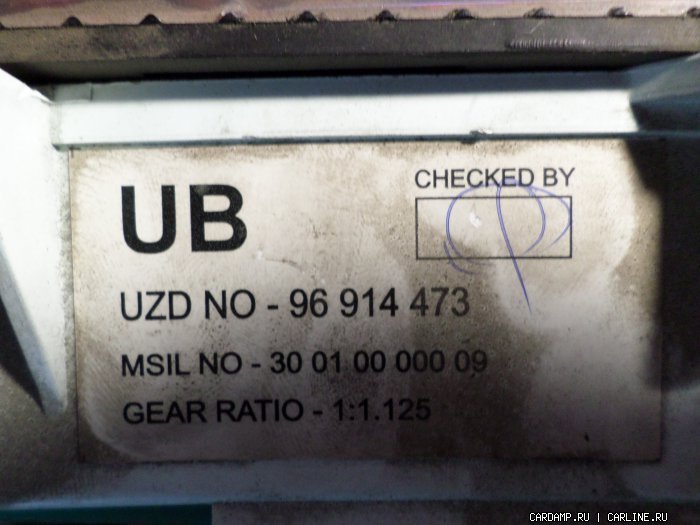 CHECKED BY
UB
UZD NO - 96 914 473
MSIL NO - 30 01 00 000 09
GEAR RATIO - 1:1.125
CARDAMP.RU | CARLINE.RU